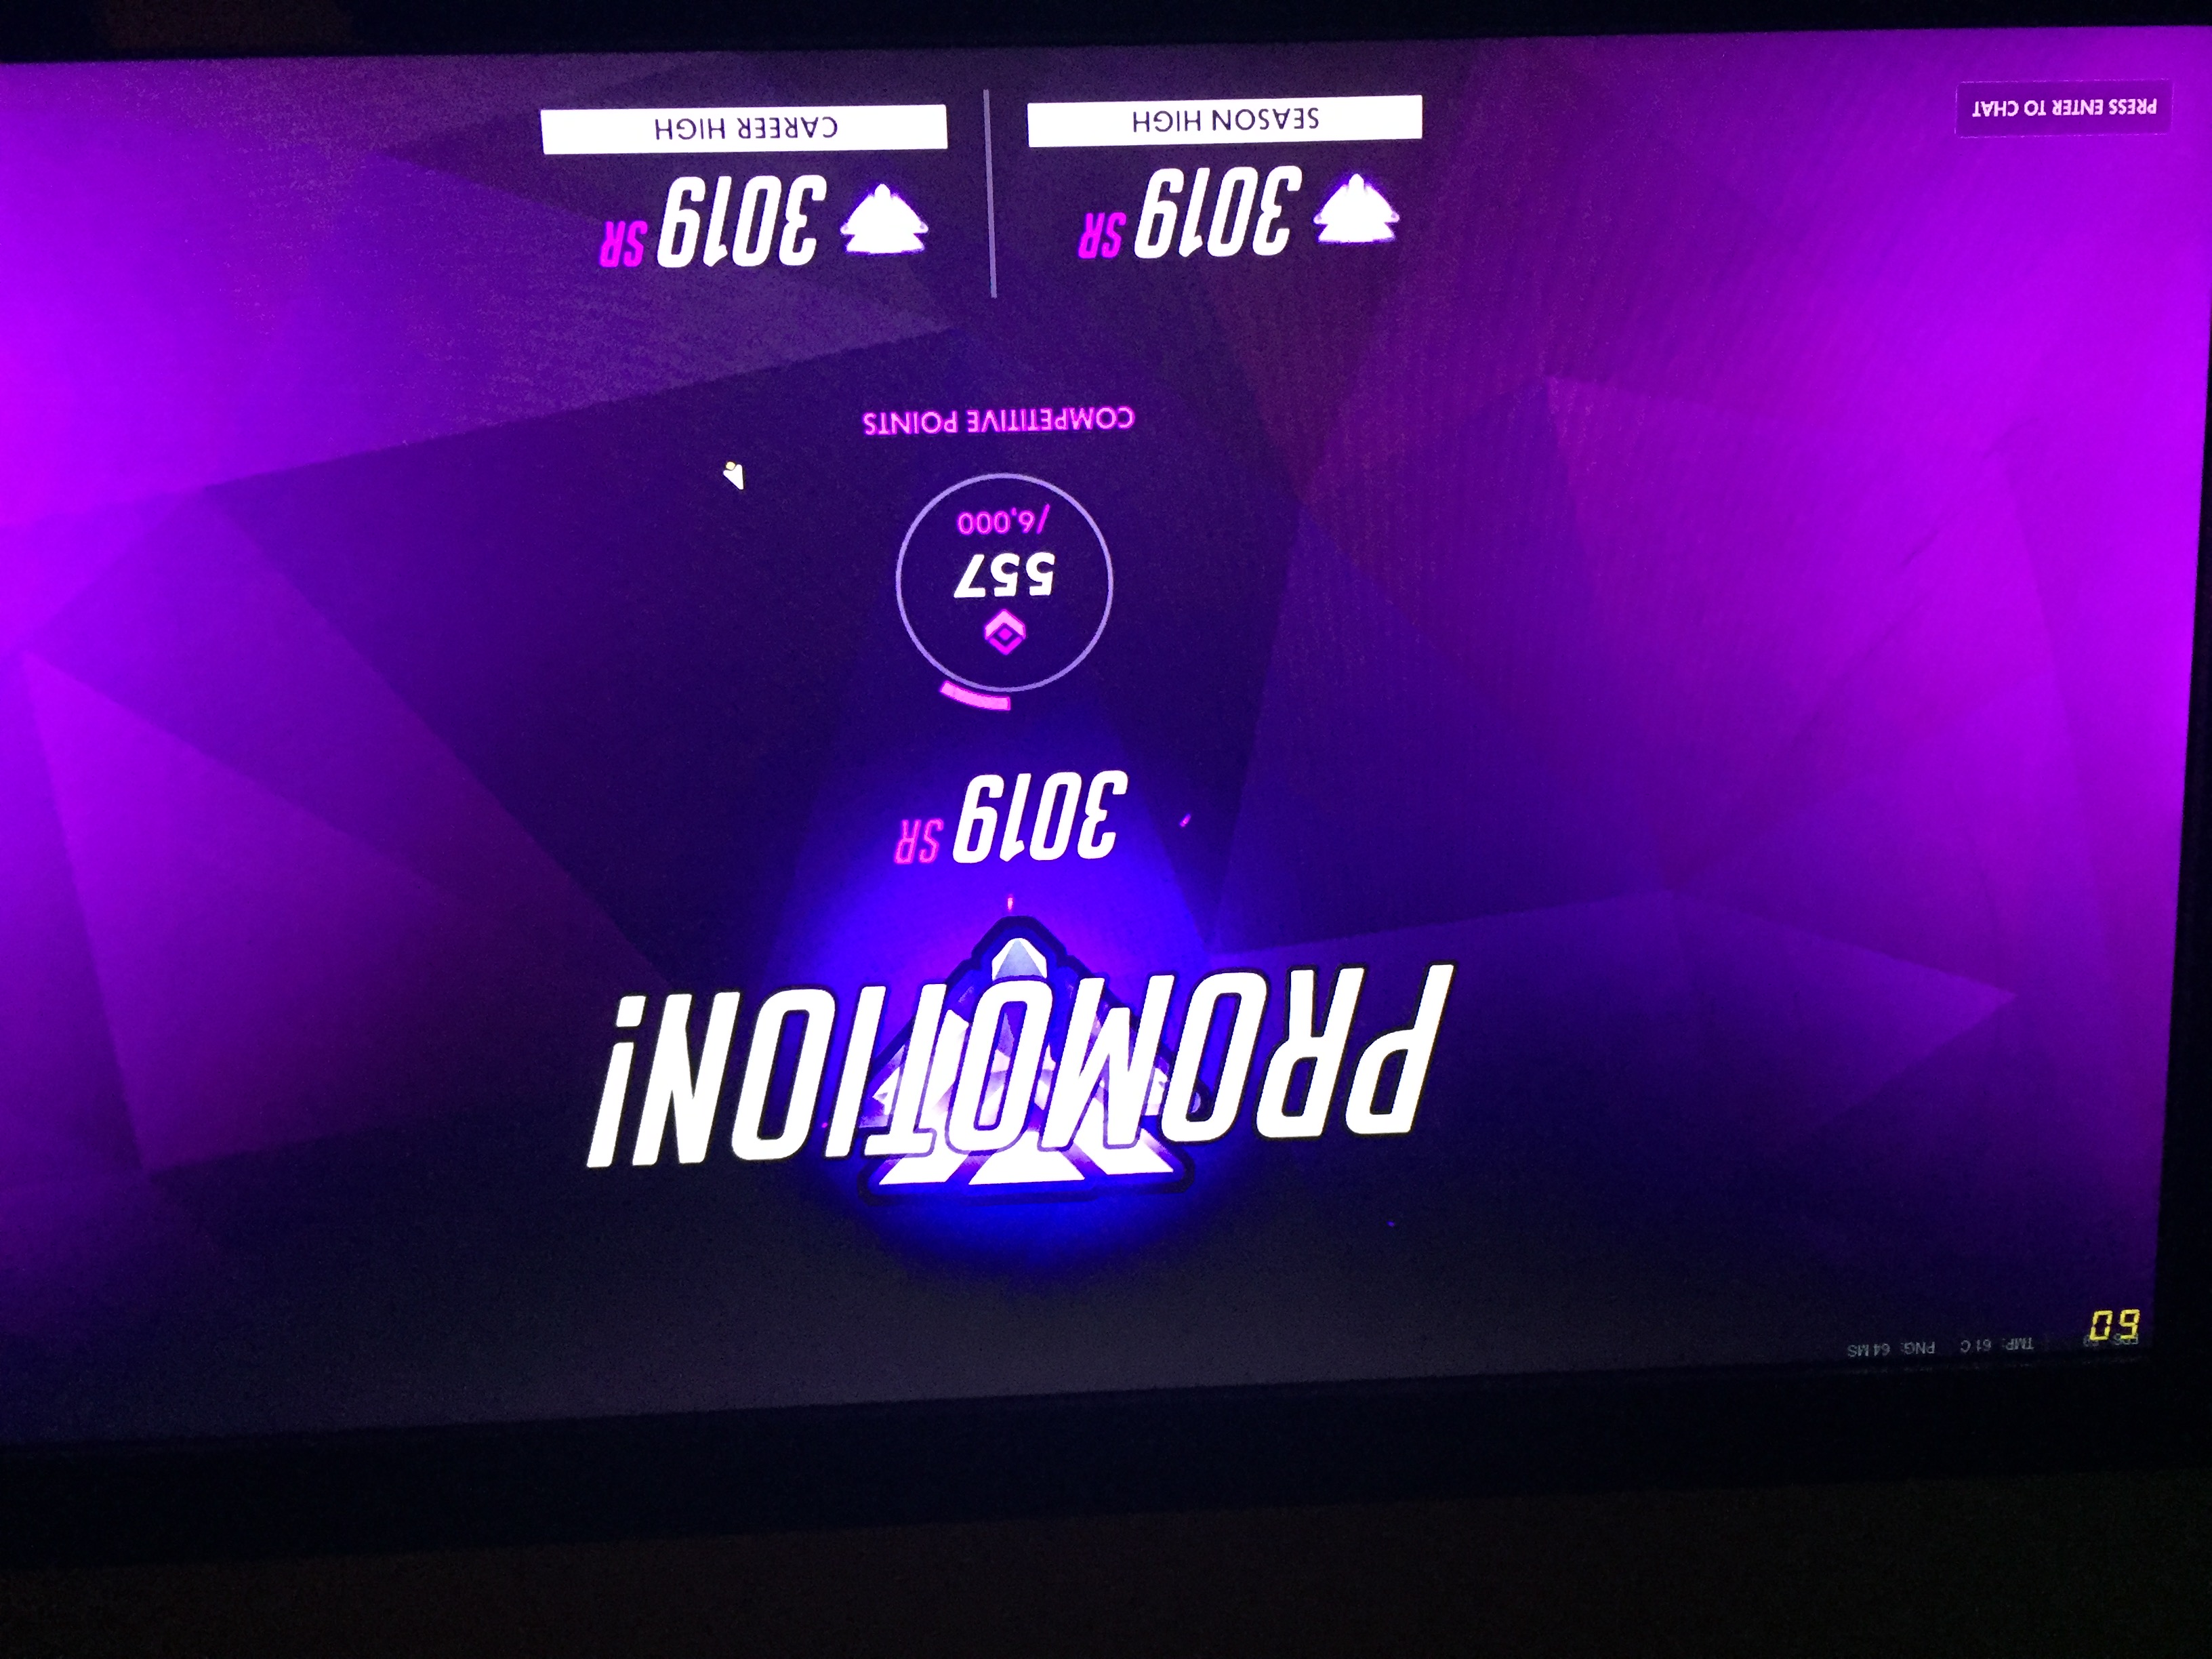 60
TMP: 61 C PNG: 64 MS
PROMOTION!
3019 SR
557
/6,000
COMPETITIVE POINTS
3019 SR
SEASON HIGH
3019 SR
CAREER HIGH
PRESS ENTER TO CHAT